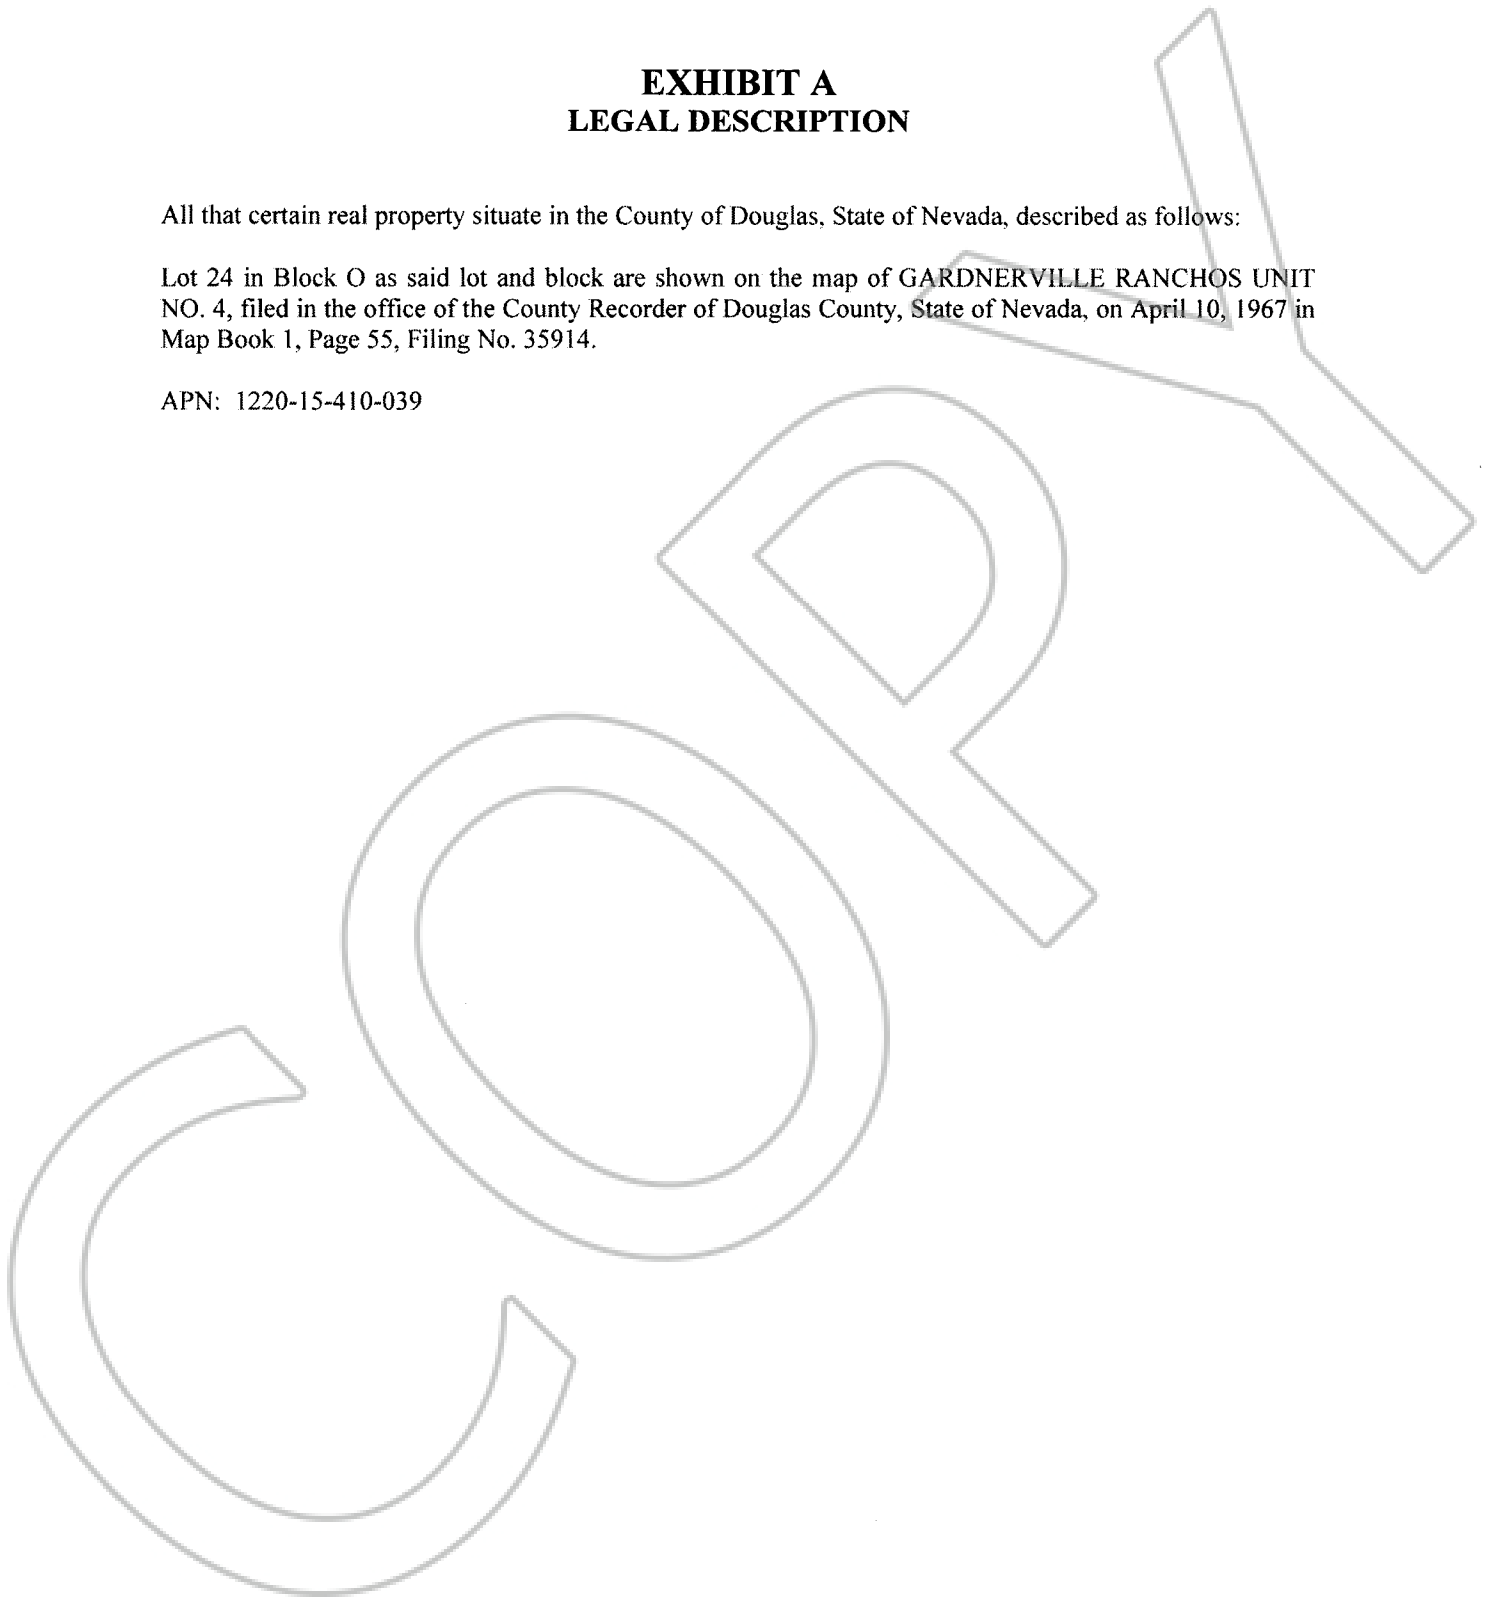 EXHIBIT A
LEGAL DESCRIPTION
All that certain real property situate in the County of Douglas, State of Nevada, described as follows:
Lot 24 in Block O as said lot and block are shown on the map of GARDNERVILLE RANCHOS UNIT
NO. 4, filed in the office of the County Recorder of Douglas County, State of Nevada, on April 10, 1967 in
Map Book 1, Page 55, Filing No. 35914.
APN: 1220-15-410-039
COPY